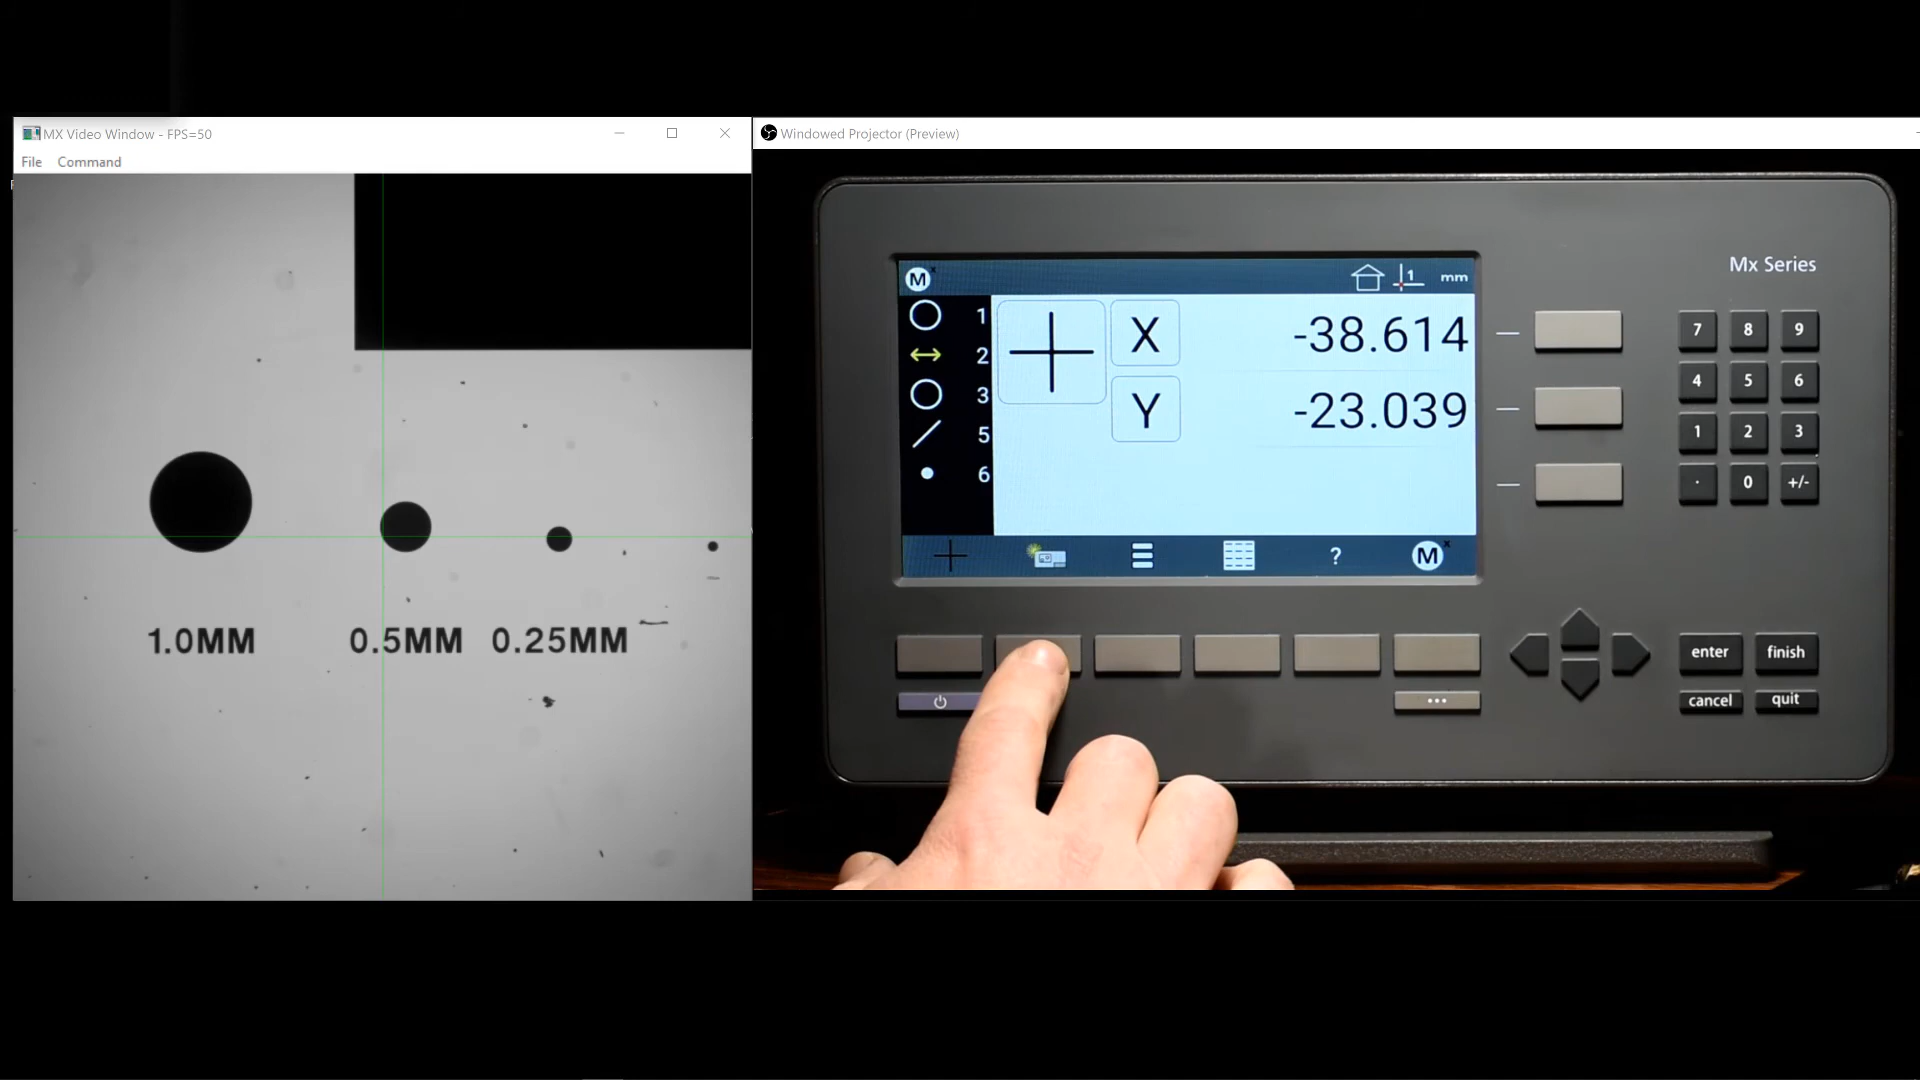 MX Video Window - FPS=50
File Command
1.0MM 0.5MM 0.25MM
Windowed Projector (Preview)
Mx Series
M x 1 mm
1 X -38.614
2
3 Y -23.039
5
6
? M x
7 8 9
4 5 6
1 2 3
. 0 +/-
enter finish
cancel quit